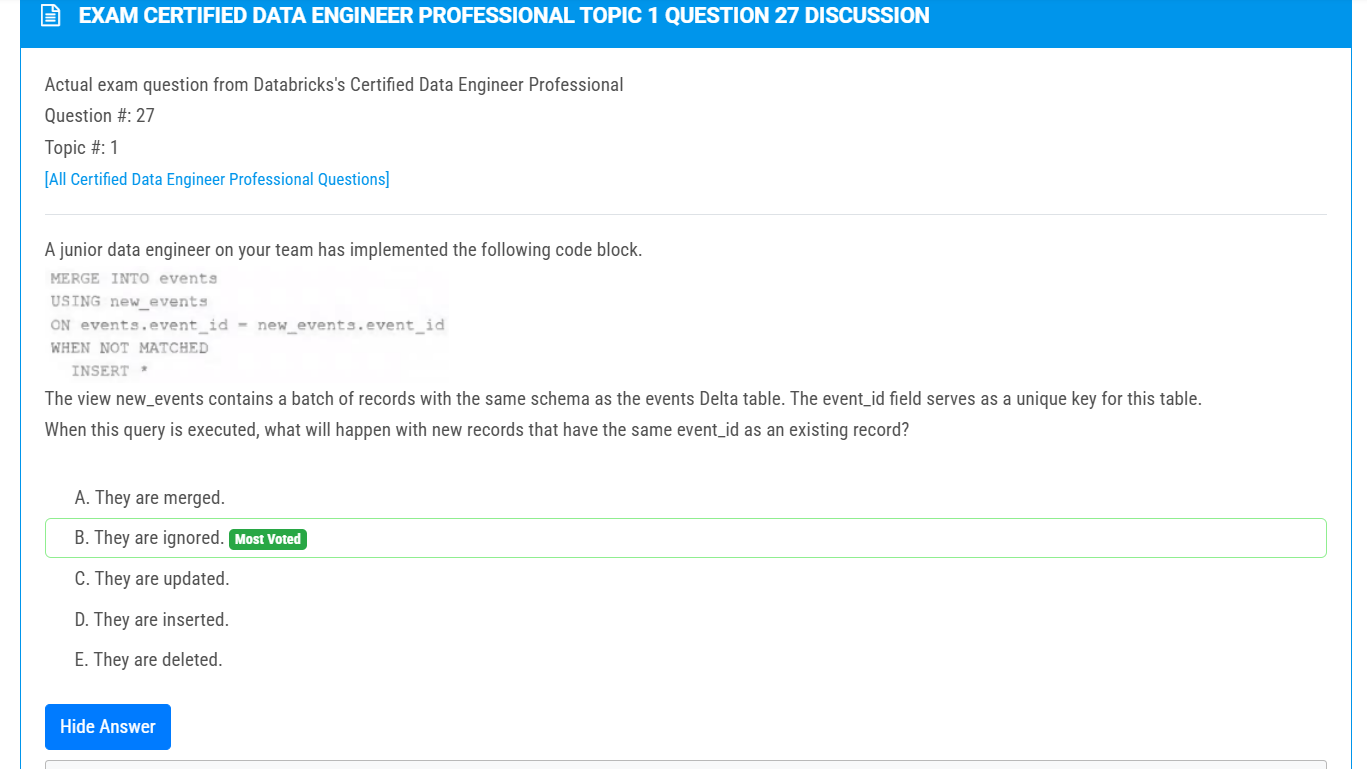 EXAM CERTIFIED DATA ENGINEER PROFESSIONAL TOPIC 1 QUESTION 27 DISCUSSION
Actual exam question from Databricks's Certified Data Engineer Professional
Question #: 27
Topic #: 1
[All Certified Data Engineer Professional Questions]
A junior data engineer on your team has implemented the following code block.
MERGE INTO events
USING new_events
ON events.event_id = new_events.event_id
WHEN NOT MATCHED
INSERT *
The view new_events contains a batch of records with the same schema as the events Delta table. The event_id field serves as a unique key for this table.
When this query is executed, what will happen with new records that have the same event_id as an existing record?
A. They are merged.
B. They are ignored. Most Voted
C. They are updated.
D. They are inserted.
E. They are deleted.
Hide Answer